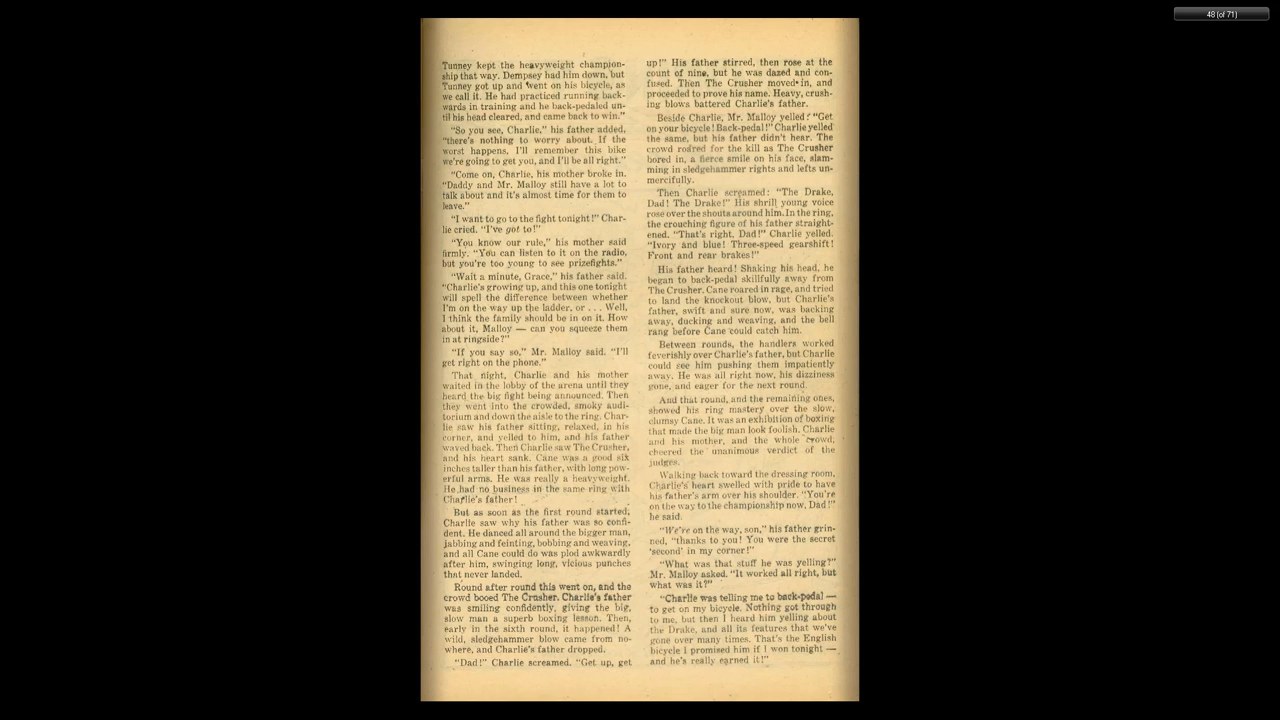 48 (of 71)
Tunney kept the heavyweight champion-
ship that way. Dempsey had him down, but
Tunney got up and went on his bicycle, as
we call it. He had practiced running back-
wards in training and he back-pedaled un-
til his head cleared, and came back to win."
"So you see, Charlie," his father added,
"there's nothing to worry about. If the
worst happens, I'll remember this bike
we're going to get you, and I'll be all right."
"Come on, Charlie, his mother broke in.
"Daddy and Mr. Malloy still have a lot to
talk about and it's almost time for them to
leave."
"I want to go to the fight tonight!" Char-
lie cried. "I've got to!"
"You know our rule," his mother said
firmly. "You can listen to it on the radio,
but you're too young to see prizefights."
"Wait a minute, Grace," his father said.
"Charlie's growing up, and this one tonight
will spell the difference between whether
I'm on the way up the ladder, or . . . Well,
I think the family should be in on it. How
about it, Malloy — can you squeeze them
in at ringside?"
"If you say so," Mr. Malloy said. "I'll
get right on the phone."
That night, Charlie and his mother
waited in the lobby of the arena until they
heard the big fight being announced. Then
they went into the crowded, smoky audi-
torium and down the aisle to the ring. Char-
lie saw his father sitting, relaxed, in his
corner, and yelled to him, and his father
waved back. Then Charlie saw The Crusher,
and his heart sank. Cane was a good six
inches taller than his father, with long pow-
erful arms. He was really a heavyweight.
He had no business in the same ring with
Charlie's father!
But as soon as the first round started,
Charlie saw why his father was so confi-
dent. He danced all around the bigger man,
jabbing and feinting, bobbing and weaving,
and all Cane could do was plod awkwardly
after him, swinging long, vicious punches
that never landed.
Round after round this went on, and the
crowd booed The Crusher. Charlie's father
was smiling confidently, giving the big,
slow man a superb boxing lesson. Then,
early in the sixth round, it happened! A
wild, sledgehammer blow came from no-
where, and Charlie's father dropped.
"Dad!" Charlie screamed. "Get up, get
up!" His father stirred, then rose at the
count of nine, but he was dazed and con-
fused. Then The Crusher moved in, and
proceeded to prove his name. Heavy, crush-
ing blows battered Charlie's father.
Beside Charlie, Mr. Malloy yelled: "Get
on your bicycle! Back-pedal!" Charlie yelled
the same, but his father didn't hear. The
crowd roared for the kill as The Crusher
bored in, a fierce smile on his face, slam-
ming in sledgehammer rights and lefts un-
mercifully.
Then Charlie screamed: "The Drake,
Dad! The Drake!" His shrill young voice
rose over the shouts around him. In the ring,
the crouching figure of his father straight-
ened. "That's right, Dad!" Charlie yelled.
"Ivory and blue! Three-speed gearshift!
Front and rear brakes!"
His father heard! Shaking his head, he
began to back-pedal skillfully away from
The Crusher. Cane roared in rage, and tried
to land the knockout blow, but Charlie's
father, swift and sure now, was backing
away, ducking and weaving, and the bell
rang before Cane could catch him.
Between rounds, the handlers worked
feverishly over Charlie's father, but Charlie
could see him pushing them impatiently
away. He was all right now, his dizziness
gone, and eager for the next round.
And that round, and the remaining ones,
showed his ring mastery over the slow,
clumsy Cane. It was an exhibition of boxing
that made the big man look foolish. Charlie
and his mother, and the whole crowd,
cheered the unanimous verdict of the
judges.
Walking back toward the dressing room,
Charlie's heart swelled with pride to have
his father's arm over his shoulder. "You're
on the way to the championship now, Dad!"
he said.
"We're on the way, son," his father grin-
ned, "thanks to you! You were the secret
'second' in my corner!"
"What was that stuff he was yelling?"
Mr. Malloy asked. "It worked all right, but
what was it?"
"Charlie was telling me to back-pedal —
to get on my bicycle. Nothing got through
to me, but then I heard him yelling about
the Drake, and all its features that we've
gone over many times. That's the English
bicycle I promised him if I won tonight —
and he's really earned it!"